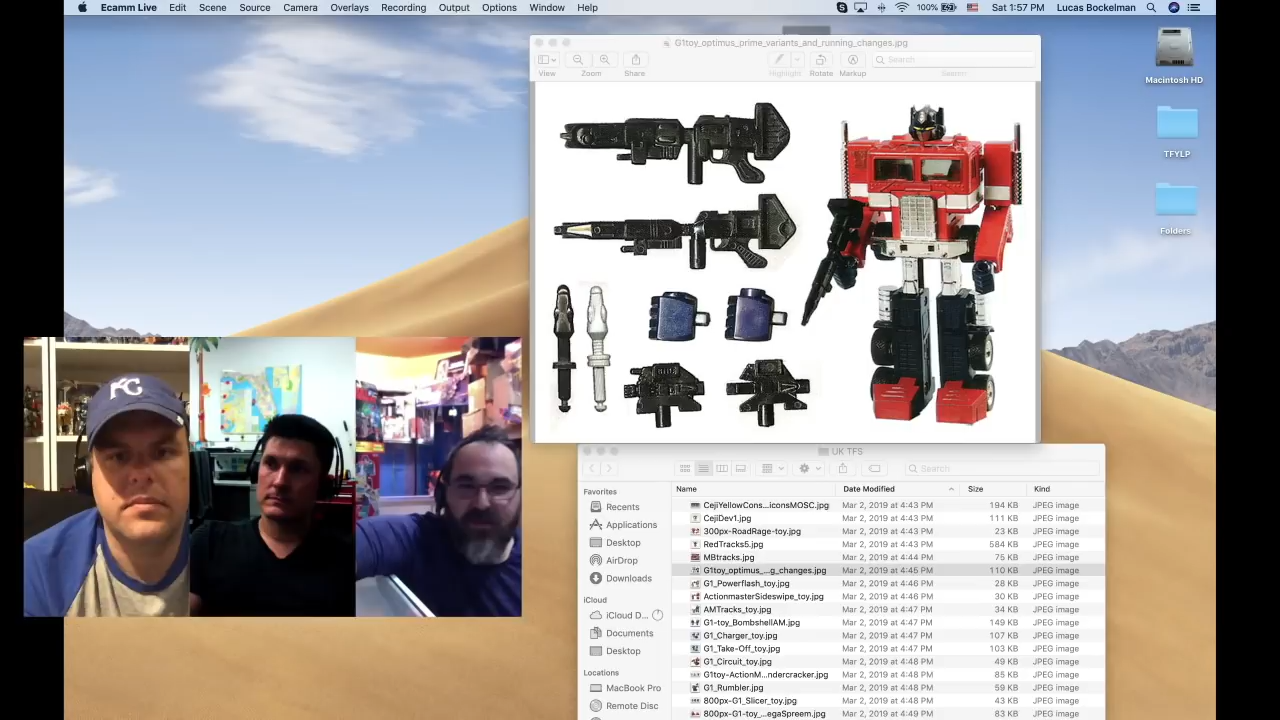 Ecamm Live Edit Scene Source Camera Overlays Recording Output Options Window Help 100% Sat 1:57 PM Lucas Bockelman
G1toy_optimus_prime_variants_and_running_changes.jpg
Search
View Zoom Share Highlight Rotate Markup Search
Macintosh HD
TFYLP
Folders
KC
UK TFS
Search
Favorites
Recents
Applications
Desktop
AirDrop
Downloads
iCloud
iCloud D...
Documents
Desktop
Locations
MacBook Pro
Remote Disc
Name Date Modified Size Kind
CejiYellowCons...iconsMOSC.jpg Mar 2, 2019 at 4:43 PM 194 KB JPEG image
CejiDev1.jpg Mar 2, 2019 at 4:43 PM 111 KB JPEG image
300px-RoadRage-toy.jpg Mar 2, 2019 at 4:43 PM 23 KB JPEG image
RedTracks5.jpg Mar 2, 2019 at 4:43 PM 584 KB JPEG image
MBtracks.jpg Mar 2, 2019 at 4:44 PM 75 KB JPEG image
G1toy_optimus_...g_changes.jpg Mar 2, 2019 at 4:45 PM 110 KB JPEG image
G1_Powerflash_toy.jpg Mar 2, 2019 at 4:46 PM 28 KB JPEG image
ActionmasterSideswipe_toy.jpg Mar 2, 2019 at 4:46 PM 30 KB JPEG image
AMTracks_toy.jpg Mar 2, 2019 at 4:47 PM 34 KB JPEG image
G1-toy_BombshellAM.jpg Mar 2, 2019 at 4:47 PM 149 KB JPEG image
G1_Charger_toy.jpg Mar 2, 2019 at 4:47 PM 107 KB JPEG image
G1_Take-Off_toy.jpg Mar 2, 2019 at 4:48 PM 103 KB JPEG image
G1_Circuit_toy.jpg Mar 2, 2019 at 4:48 PM 49 KB JPEG image
G1toy-ActionM...ndercracker.jpg Mar 2, 2019 at 4:48 PM 85 KB JPEG image
G1_Rumbler.jpg Mar 2, 2019 at 4:48 PM 59 KB JPEG image
800px-G1_Slicer_toy.jpg Mar 2, 2019 at 4:48 PM 43 KB JPEG image
800px-G1-toy_...egaSpreem.jpg Mar 2, 2019 at 4:49 PM 83 KB JPEG image